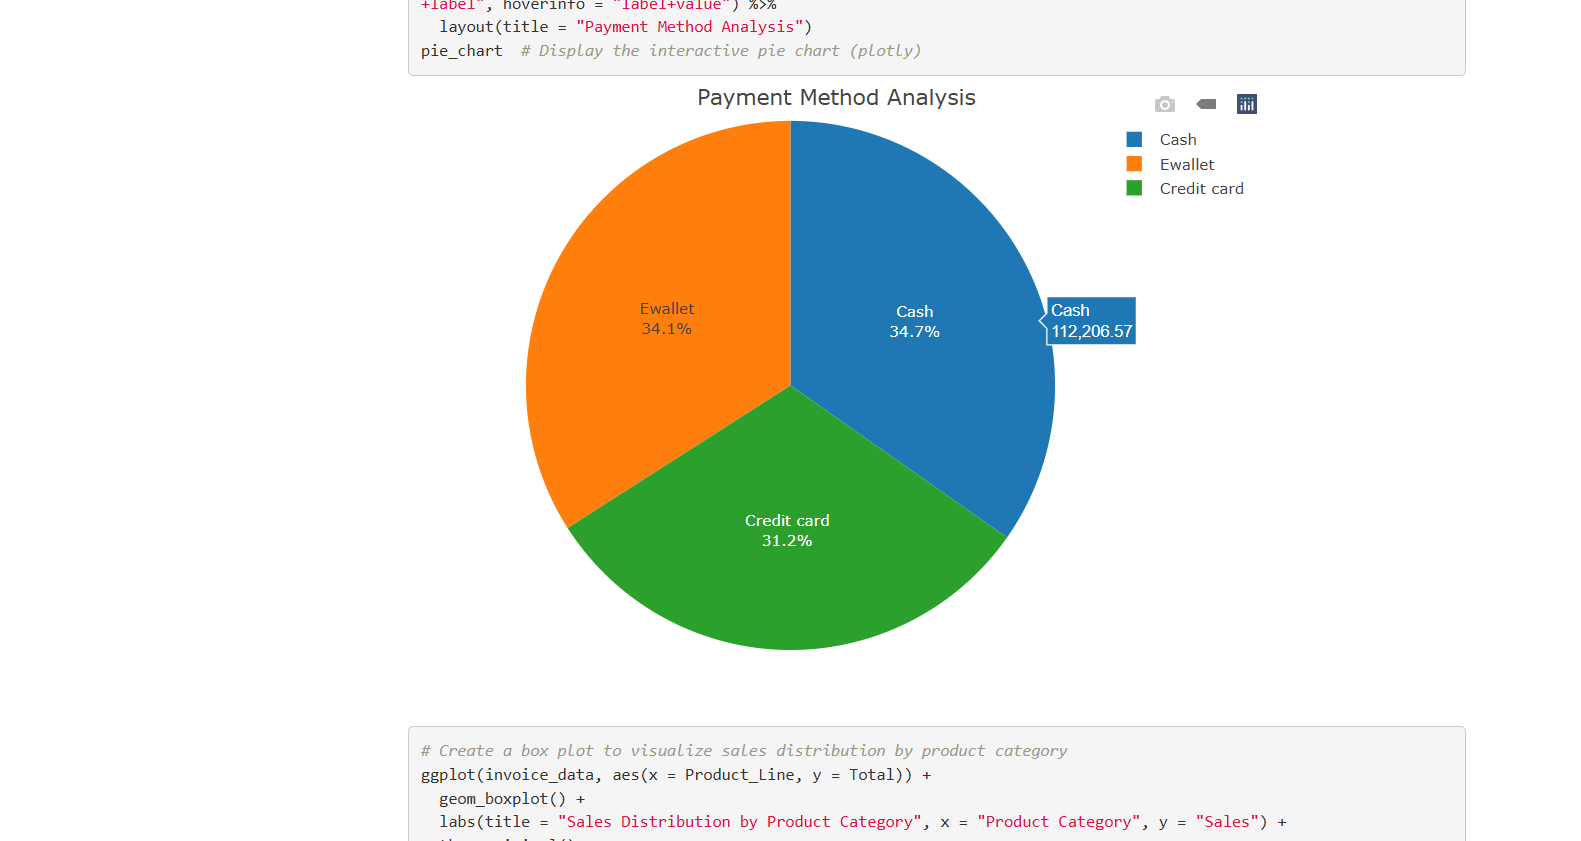 +label", hoverinfo = "label+value") %>%
  layout(title = "Payment Method Analysis")
pie_chart  # Display the interactive pie chart (plotly)
Payment Method Analysis
Cash
Ewallet
Credit card
Ewallet
34.1%
Cash
34.7%
Cash
112,206.57
Credit card
31.2%
# Create a box plot to visualize sales distribution by product category
ggplot(invoice_data, aes(x = Product_Line, y = Total)) +
  geom_boxplot() +
  labs(title = "Sales Distribution by Product Category", x = "Product Category", y = "Sales") +